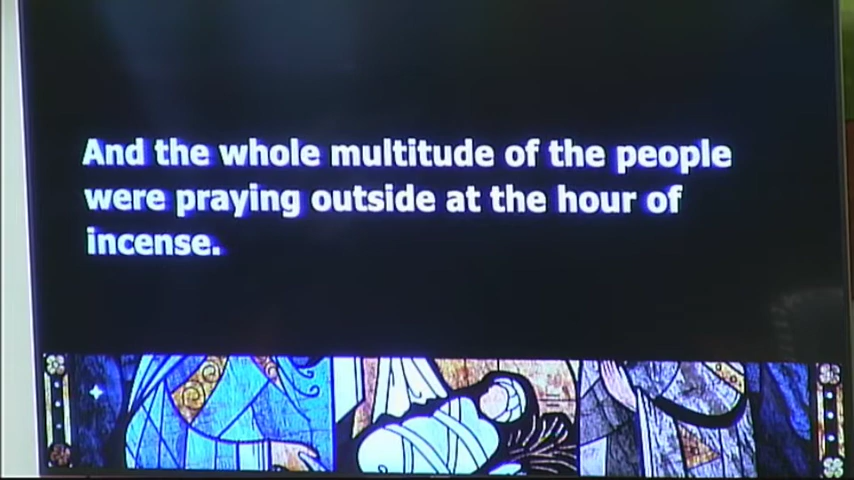 And the whole multitude of the people
were praying outside at the hour of
incense.